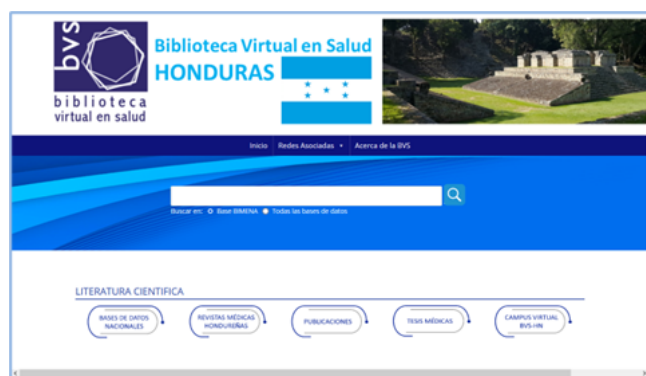 bvs
biblioteca
virtual en salud
Biblioteca Virtual en Salud
HONDURAS
Inicio Redes Asociadas Acerca de la BVS
Buscar en: Base BIMENA Todas las bases de datos
LITERATURA CIENTIFICA
BASES DE DATOS
NACIONALES
REVISTAS MÉDICAS
HONDUREÑAS
PUBLICACIONES
TESIS MÉDICAS
CAMPUS VIRTUAL
BVS-HN